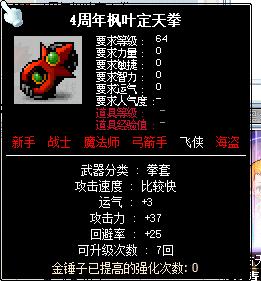 4周年枫叶定天拳
要求等级: 64
要求力量: 0
要求敏捷: 0
要求智力: 0
要求运气: 0
要求人气度: -
道具等级: -
道具经验值: -
新手 战士 魔法师 弓箭手 飞侠 海盗
武器分类: 拳套
攻击速度: 比较快
运气: +3
攻击力: +37
回避率: +25
可升级次数: 7回
金锤子已提高的强化次数: 0